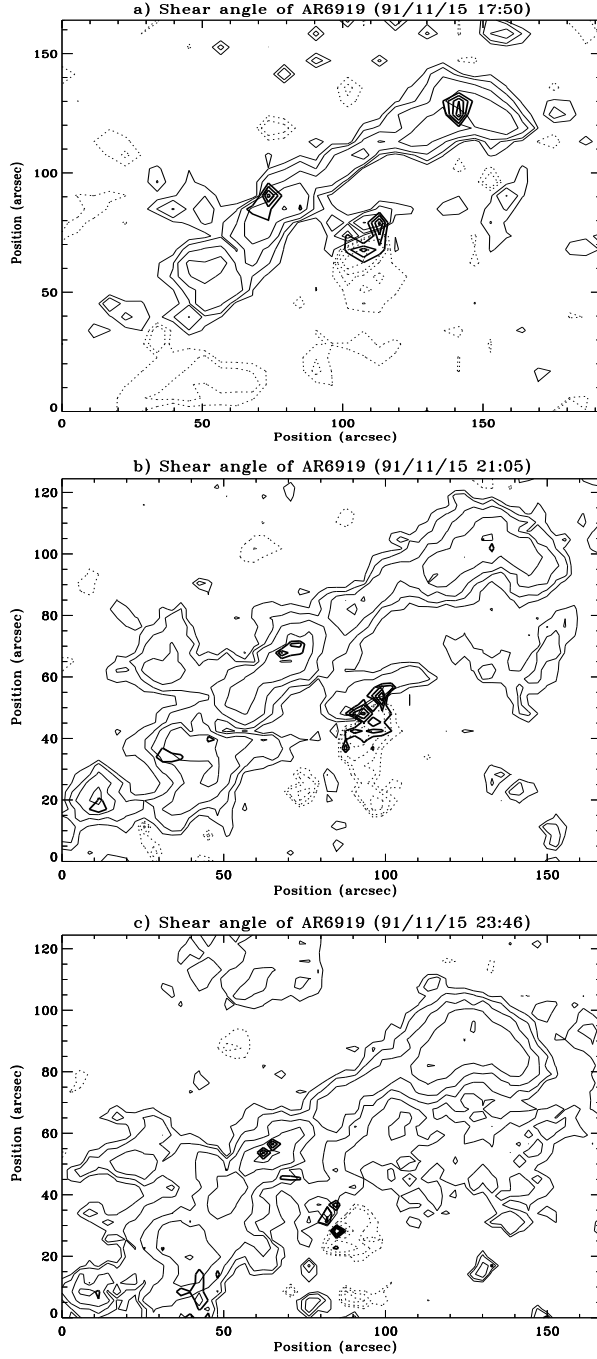 a) Shear angle of AR6919 (91/11/15 17:50)
150
100
50
0
Position (arcsec)
0 50 100 150
Position (arcsec)
b) Shear angle of AR6919 (91/11/15 21:05)
120
100
80
60
40
20
0
Position (arcsec)
0 50 100 150
Position (arcsec)
c) Shear angle of AR6919 (91/11/15 23:46)
120
100
80
60
40
20
0
Position (arcsec)
0 50 100 150
Position (arcsec)